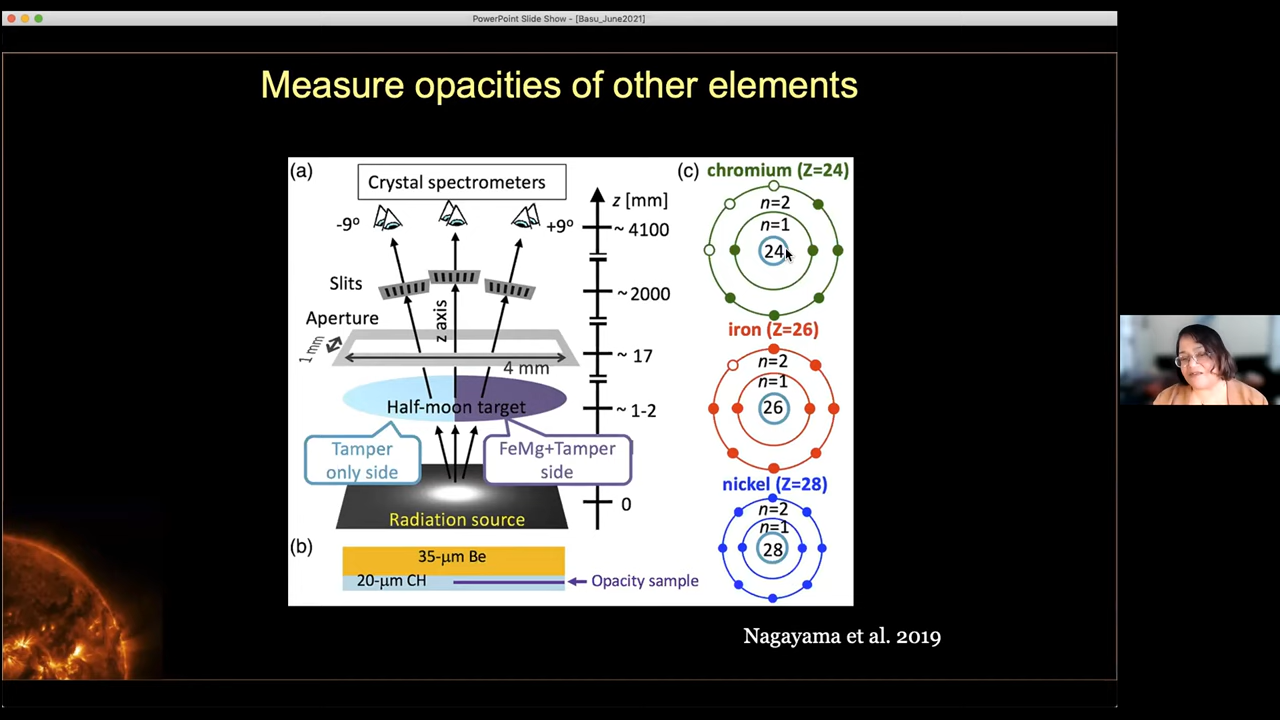 PowerPoint Slide Show - [Basu_June2021]
Measure opacities of other elements
(a)
Crystal spectrometers
-9º
+9º
z [mm]
~ 4100
Slits
~ 2000
Aperture
z axis
1 mm
4 mm
~ 17
Half-moon target
~ 1-2
Tamper
only side
FeMg+Tamper
side
Radiation source
0
(b)
35-μm Be
20-μm CH
Opacity sample
(c)
chromium (Z=24)
n=2
n=1
24
iron (Z=26)
n=2
n=1
26
nickel (Z=28)
n=2
n=1
28
Nagayama et al. 2019